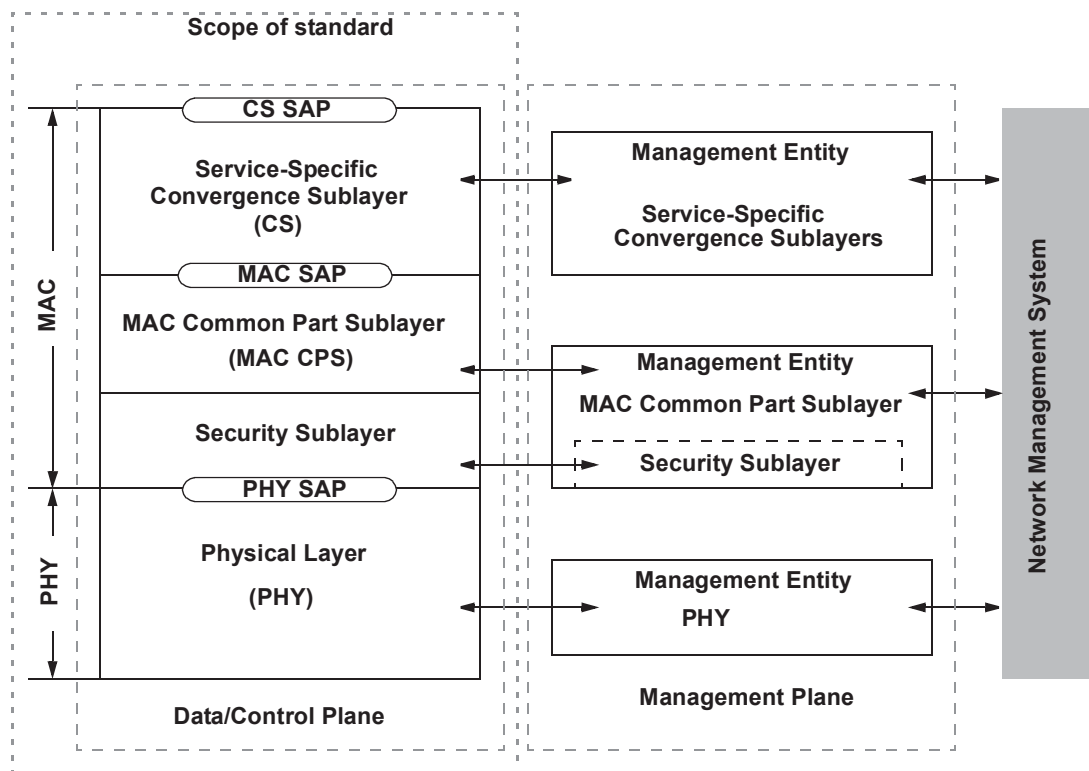 Scope of standard
CS SAP
Service-Specific
Convergence Sublayer
(CS)
MAC SAP
MAC Common Part Sublayer
(MAC CPS)
Security Sublayer
PHY SAP
Physical Layer
(PHY)
Data/Control Plane
MAC
PHY
Management Entity
Service-Specific
Convergence Sublayers
Management Entity
MAC Common Part Sublayer
Security Sublayer
Management Entity
PHY
Management Plane
Network Management System